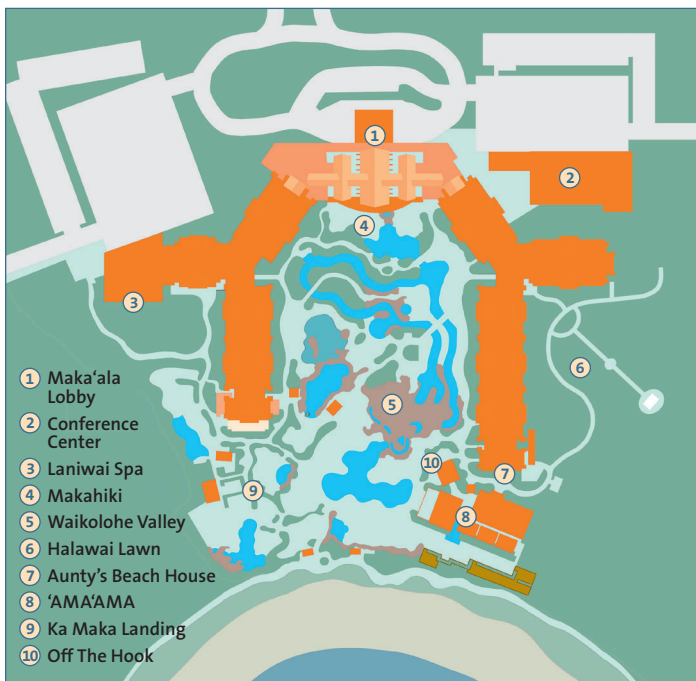 1
2
4
3
6
5
10
7
9
8
1 Maka‘ala
Lobby
2 Conference
Center
3 Laniwai Spa
4 Makahiki
5 Waikolohe Valley
6 Halawai Lawn
7 Aunty’s Beach House
8 ‘AMA‘AMA
9 Ka Maka Landing
10 Off The Hook